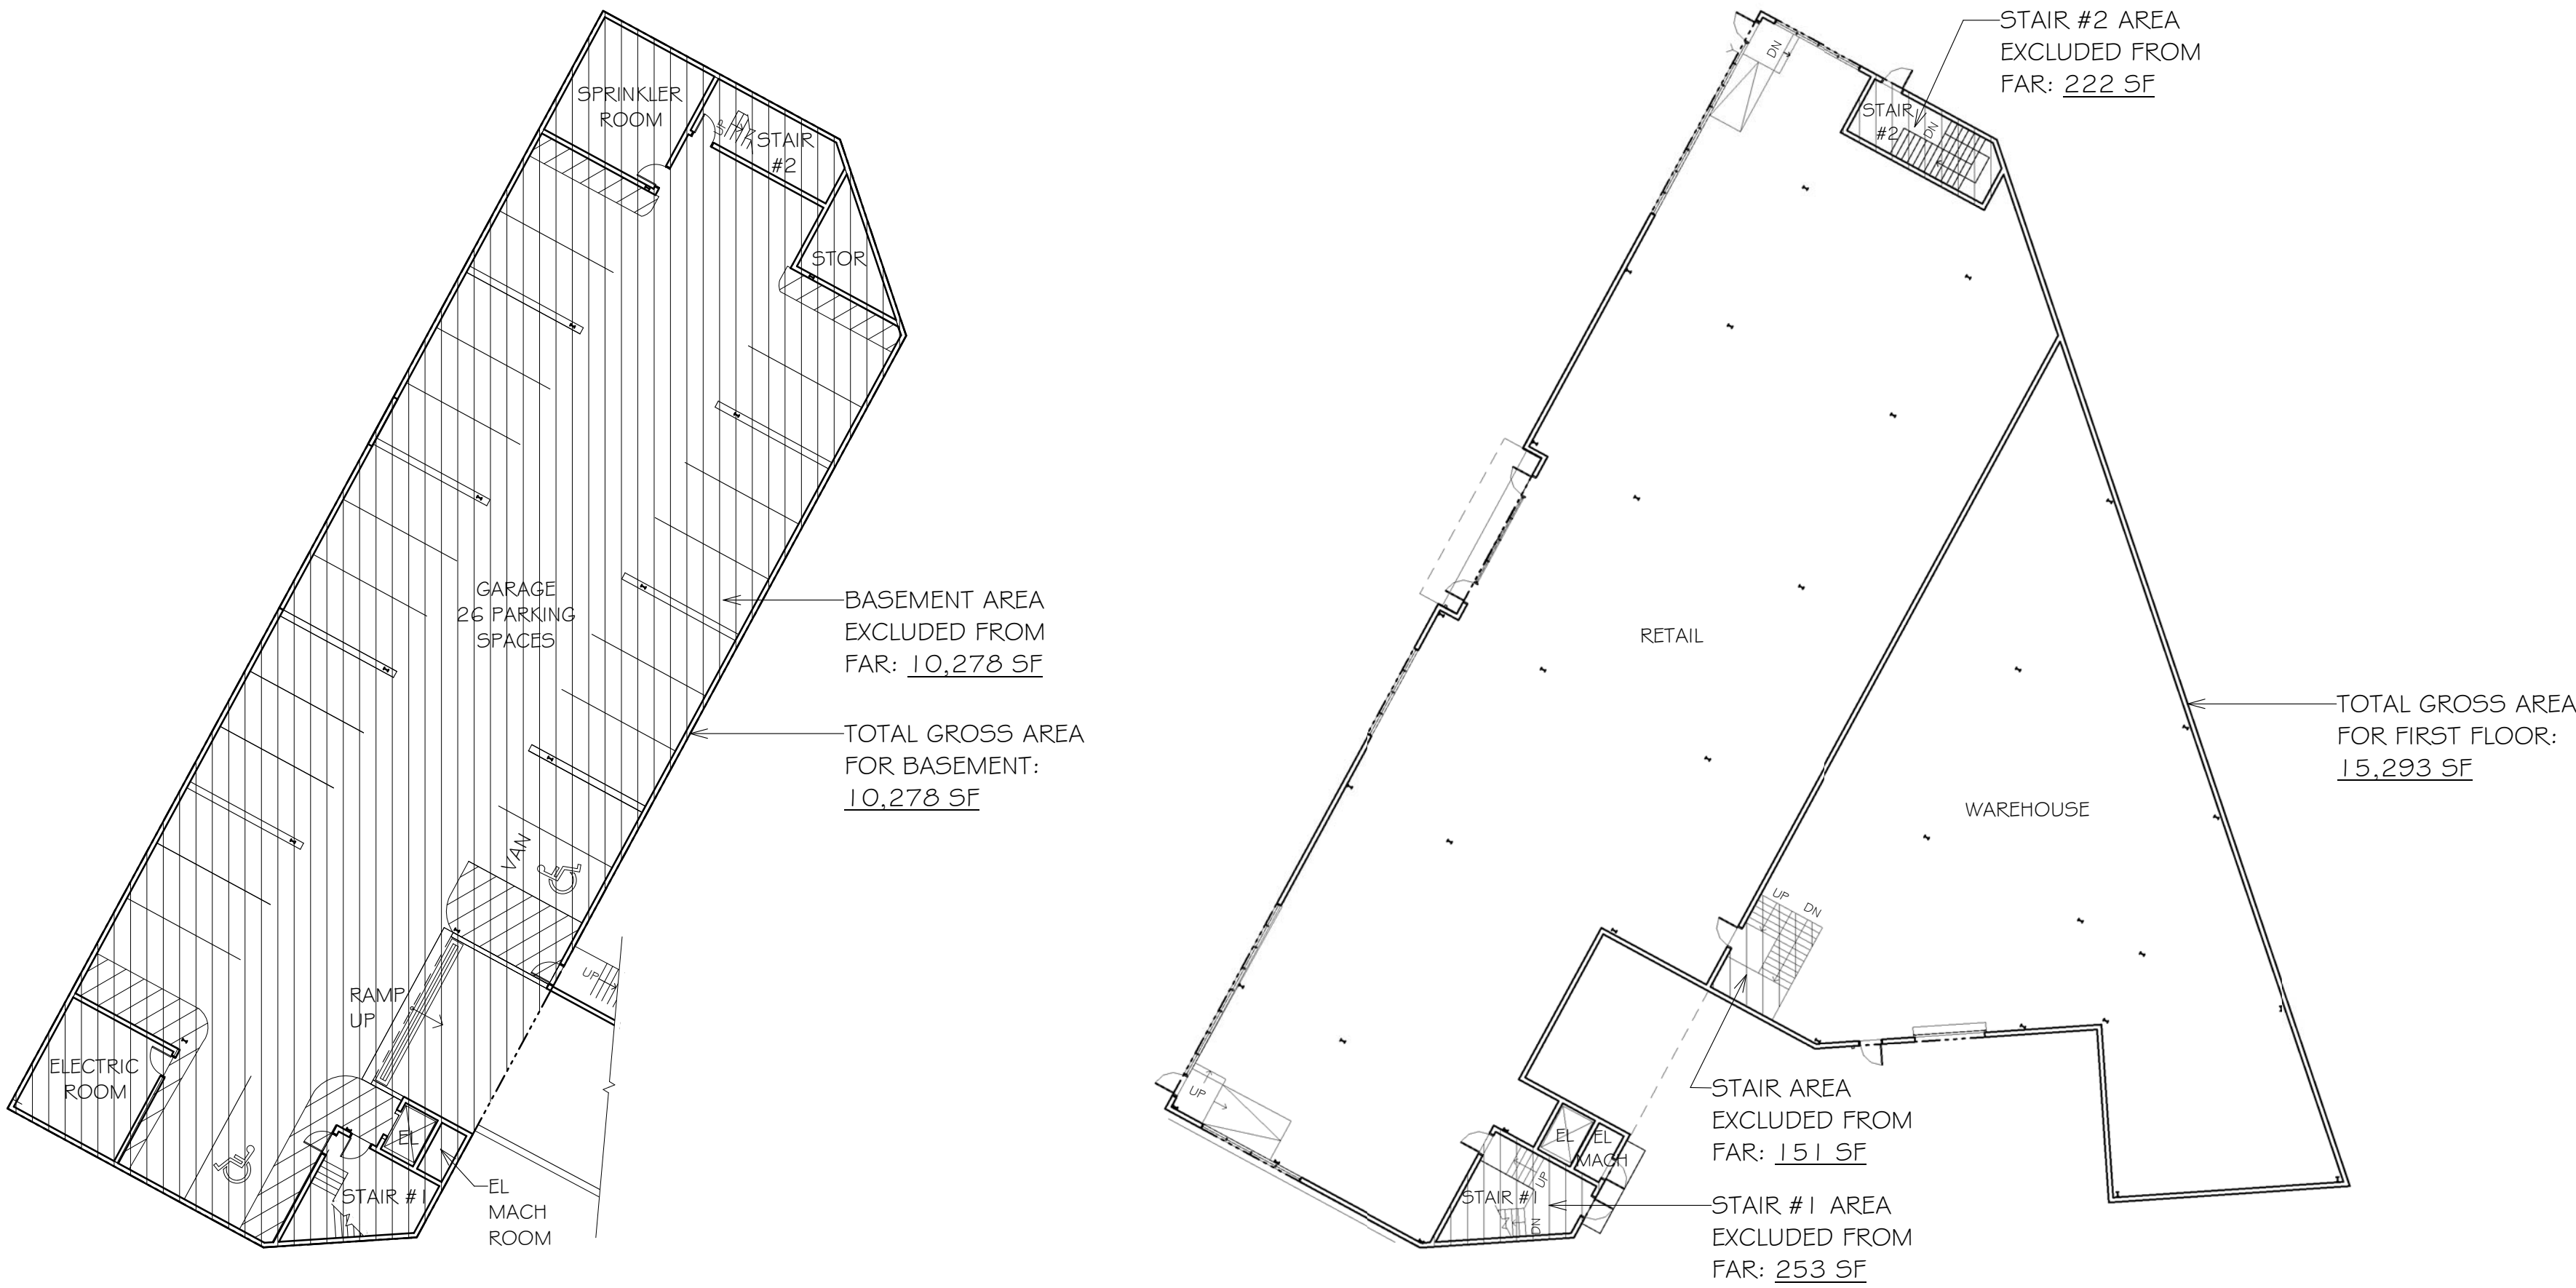 SPRINKLER
ROOM
UP
STAIR
#2
STOR
GARAGE
26 PARKING
SPACES
BASEMENT AREA
EXCLUDED FROM
FAR: 10,278 SF
TOTAL GROSS AREA
FOR BASEMENT:
10,278 SF
VAN
UP
RAMP
UP
ELECTRIC
ROOM
EL
STAIR #1
EL
MACH
ROOM
DN
STAIR #2 AREA
EXCLUDED FROM
FAR: 222 SF
STAIR
#2
DN
RETAIL
WAREHOUSE
TOTAL GROSS AREA
FOR FIRST FLOOR:
15,293 SF
UP
DN
UP
EL
EL
MACH
UP
STAIR #1
DN
STAIR AREA
EXCLUDED FROM
FAR: 151 SF
STAIR #1 AREA
EXCLUDED FROM
FAR: 253 SF